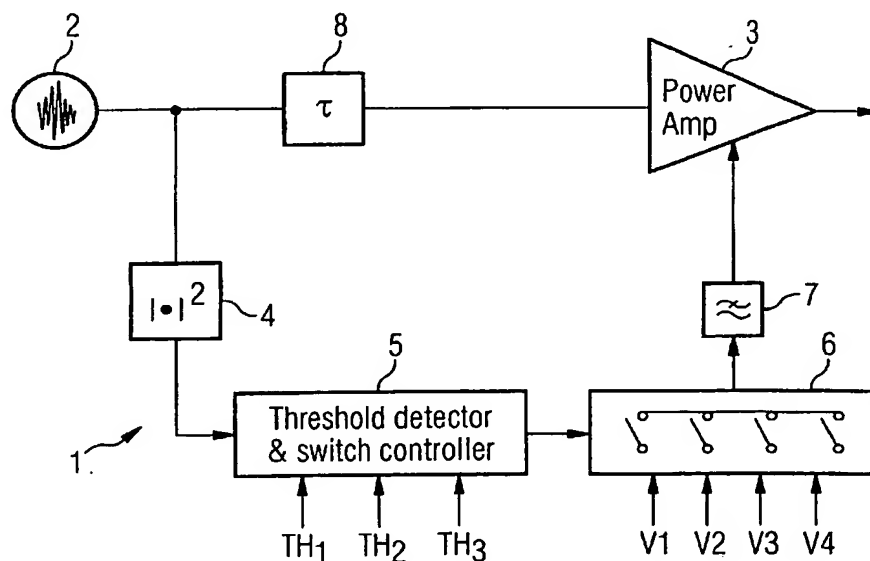 2
8
3
τ
Power
Amp
|•|²
4
7
5
6
Threshold detector
& switch controller
1.
TH₁ TH₂ TH₃
V1 V2 V3 V4